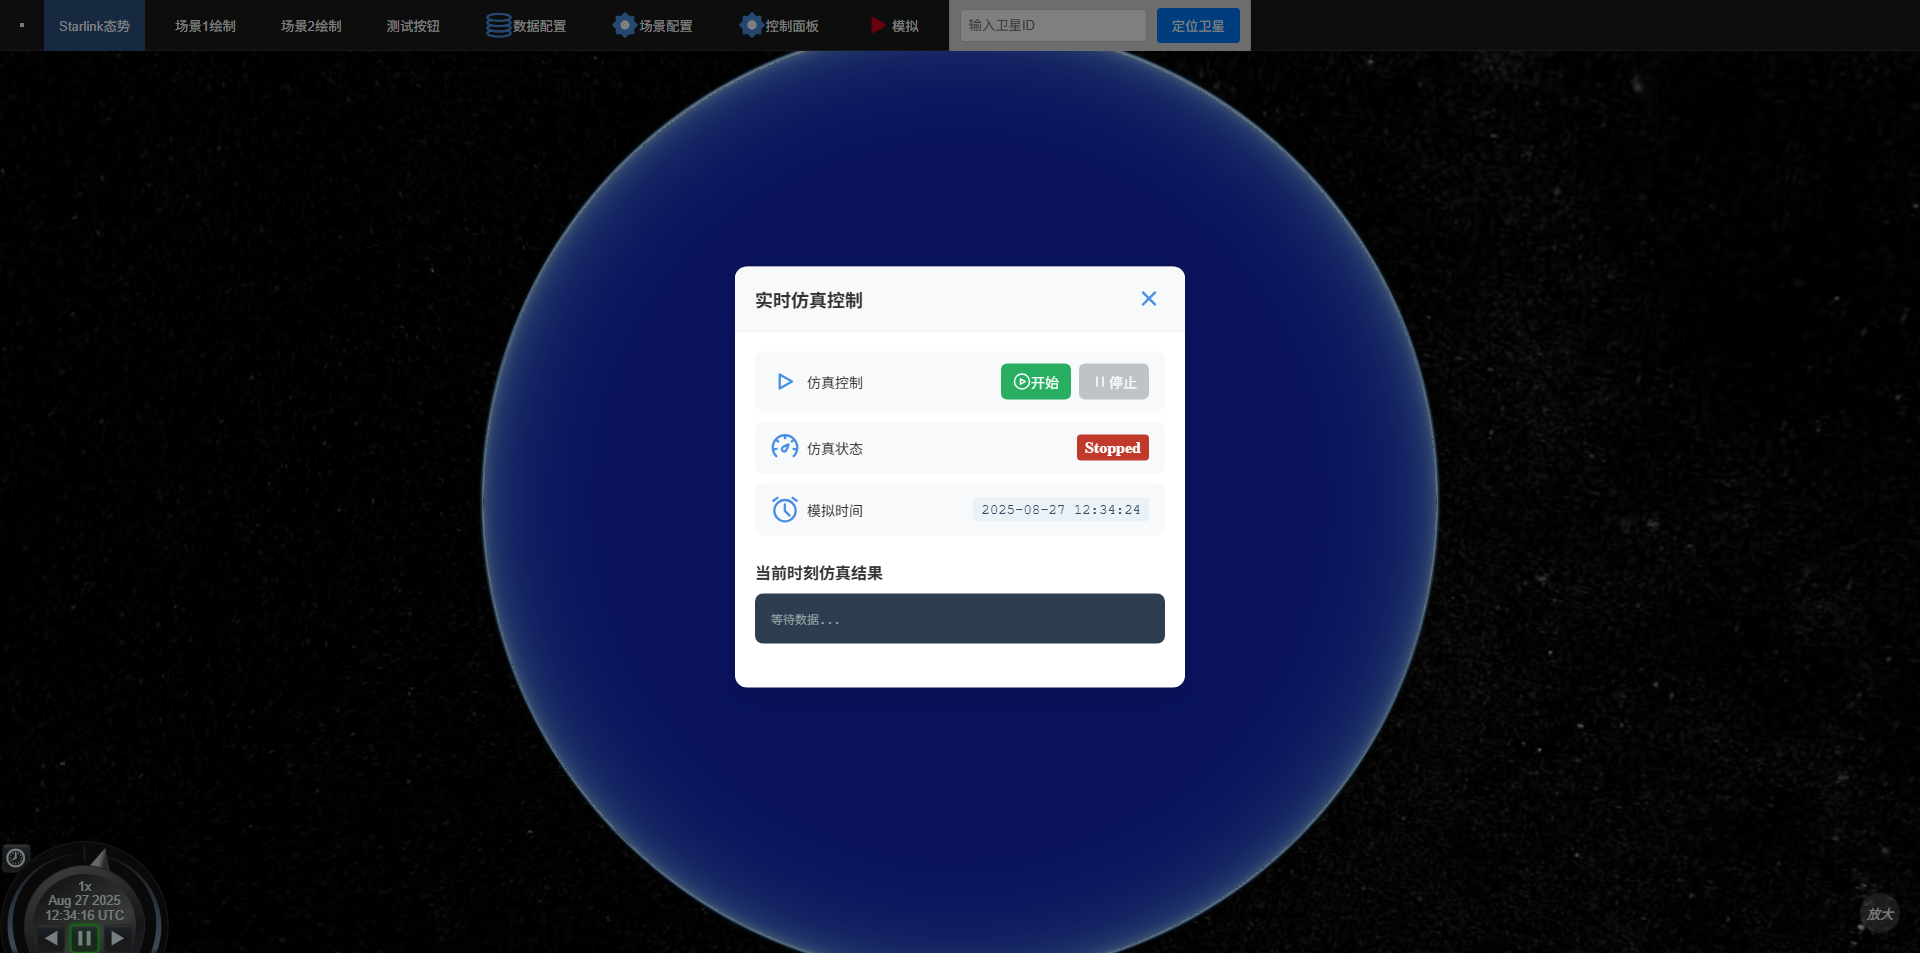 Starlink态势 场景1绘制 场景2绘制 测试按钮 数据配置 场景配置 控制面板 模拟 输入卫星ID 定位卫星
实时仿真控制
仿真控制 开始 停止
仿真状态 Stopped
模拟时间 2025-08-27 12:34:24
当前时刻仿真结果
等待数据...
1x
Aug 27 2025
12:34:16 UTC
放大